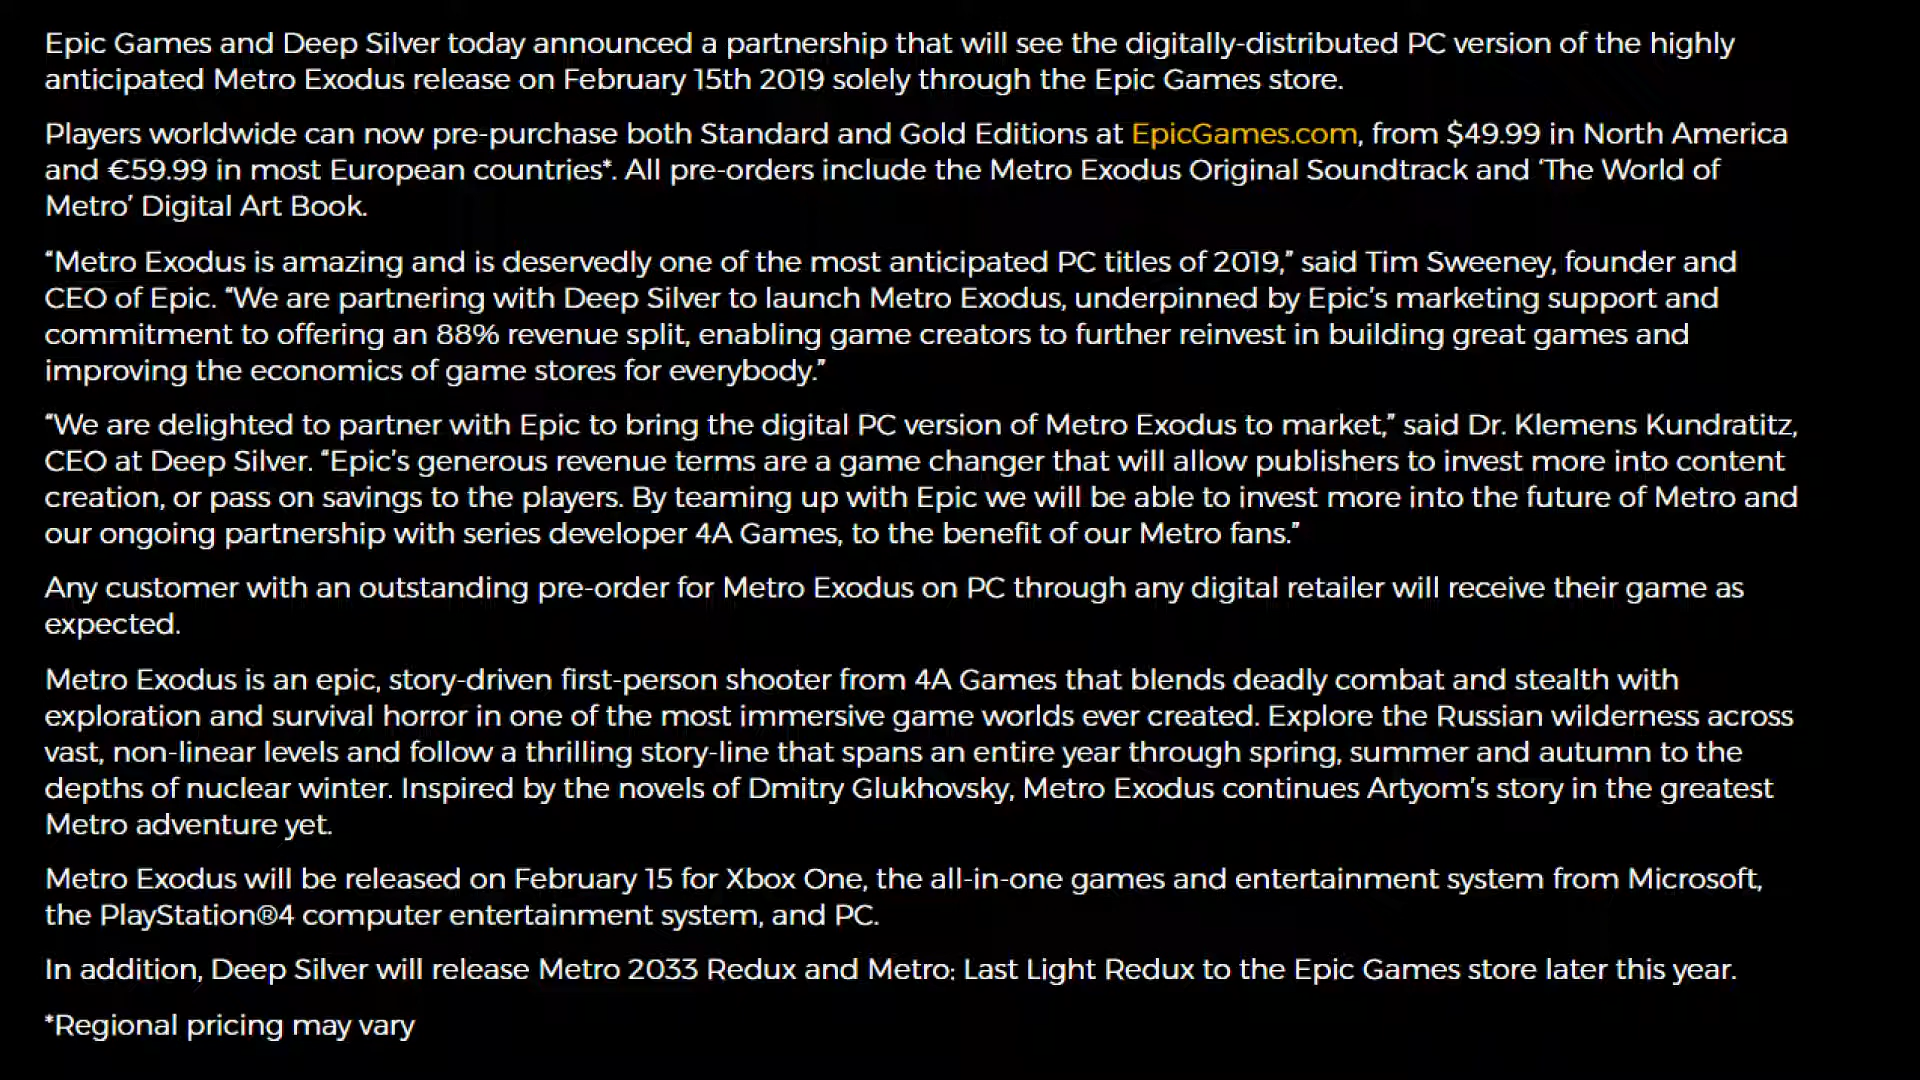 Epic Games and Deep Silver today announced a partnership that will see the digitally-distributed PC version of the highly
anticipated Metro Exodus release on February 15th 2019 solely through the Epic Games store.
Players worldwide can now pre-purchase both Standard and Gold Editions at EpicGames.com, from $49.99 in North America
and €59.99 in most European countries*. All pre-orders include the Metro Exodus Original Soundtrack and ‘The World of
Metro’ Digital Art Book.
“Metro Exodus is amazing and is deservedly one of the most anticipated PC titles of 2019,” said Tim Sweeney, founder and
CEO of Epic. “We are partnering with Deep Silver to launch Metro Exodus, underpinned by Epic’s marketing support and
commitment to offering an 88% revenue split, enabling game creators to further reinvest in building great games and
improving the economics of game stores for everybody.”
“We are delighted to partner with Epic to bring the digital PC version of Metro Exodus to market,” said Dr. Klemens Kundratitz,
CEO at Deep Silver. “Epic’s generous revenue terms are a game changer that will allow publishers to invest more into content
creation, or pass on savings to the players. By teaming up with Epic we will be able to invest more into the future of Metro and
our ongoing partnership with series developer 4A Games, to the benefit of our Metro fans.”
Any customer with an outstanding pre-order for Metro Exodus on PC through any digital retailer will receive their game as
expected.
Metro Exodus is an epic, story-driven first-person shooter from 4A Games that blends deadly combat and stealth with
exploration and survival horror in one of the most immersive game worlds ever created. Explore the Russian wilderness across
vast, non-linear levels and follow a thrilling story-line that spans an entire year through spring, summer and autumn to the
depths of nuclear winter. Inspired by the novels of Dmitry Glukhovsky, Metro Exodus continues Artyom’s story in the greatest
Metro adventure yet.
Metro Exodus will be released on February 15 for Xbox One, the all-in-one games and entertainment system from Microsoft,
the PlayStation®4 computer entertainment system, and PC.
In addition, Deep Silver will release Metro 2033 Redux and Metro: Last Light Redux to the Epic Games store later this year.
*Regional pricing may vary